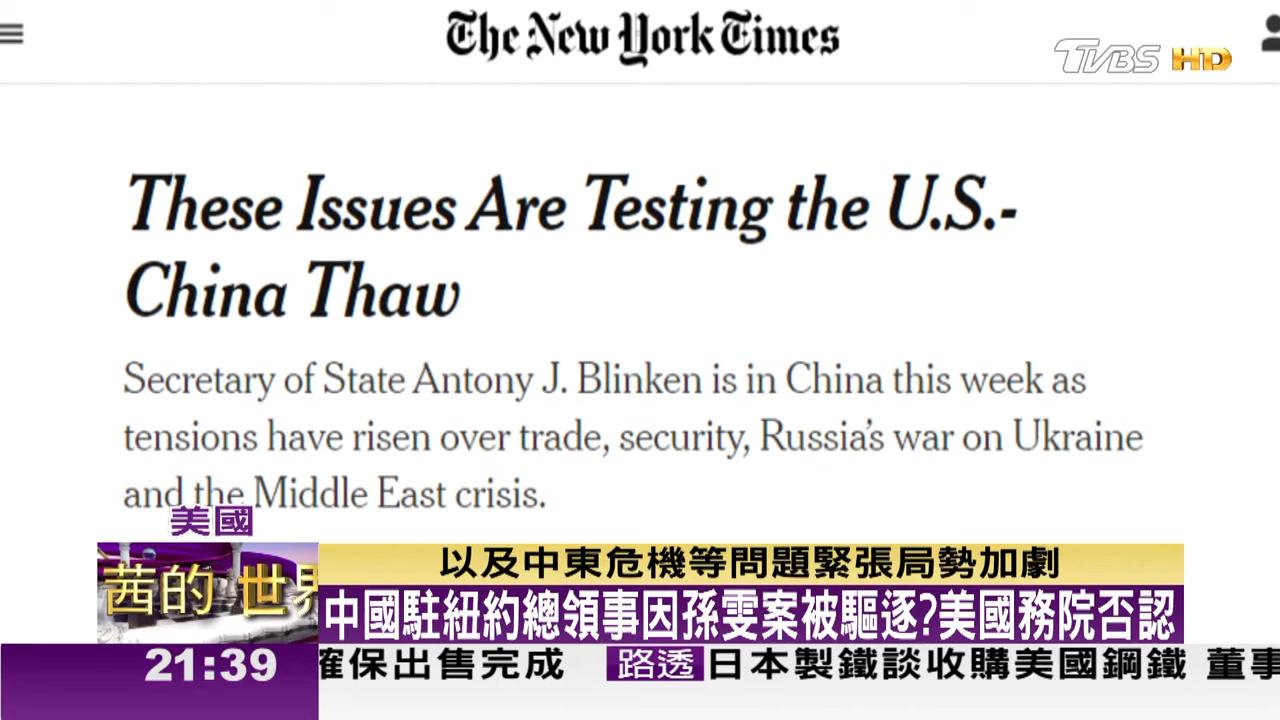 The New York Times
TVBS HD
These Issues Are Testing the U.S.-
China Thaw
Secretary of State Antony J. Blinken is in China this week as
tensions have risen over trade, security, Russia's war on Ukraine
and the Middle East crisis.
美國
以及中東危機等問題緊張局勢加劇
茜的 世界
中國駐紐約總領事因孫雯案被驅逐?美國務院否認
21:39
確保出售完成 路透 日本製鐵談收購美國鋼鐵 董事